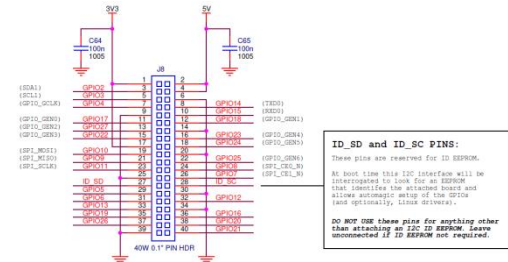 3V3 5V
C64 C65
100n 100n
1005 1005
J8
1 2
(SDA1) GPIO2 3 4
(SCL1) GPIO3 5 6
(GPIO_GCLK) GPIO4 7 8 GPIO14 (TXD0)
9 10 GPIO15 (RXD0)
(GPIO_GEN0) GPIO17 11 12 GPIO18 (GPIO_GEN1)
(GPIO_GEN2) GPIO27 13 14
(GPIO_GEN3) GPIO22 15 16 GPIO23 (GPIO_GEN4)
17 18 GPIO24 (GPIO_GEN5)
(SPI_MOSI) GPIO10 19 20
(SPI_MISO) GPIO9 21 22 GPIO25 (GPIO_GEN6)
(SPI_SCLK) GPIO11 23 24 GPIO8 (SPI_CE0_N)
25 26 GPIO7 (SPI_CE1_N)
ID_SD 27 28 ID_SC
GPIO5 29 30
GPIO6 31 32 GPIO12
GPIO13 33 34
GPIO19 35 36 GPIO16
GPIO26 37 38 GPIO20
39 40 GPIO21
40W 0.1" PIN HDR
ID_SD and ID_SC PINS:
These pins are reserved for ID EEPROM.
At boot time this I2C interface will be
interrogated to look for an EEPROM
that identifes the attached board and
allows automagic setup of the GPIOs
(and optionally, Linux drivers).
DO NOT USE these pins for anything other
than attaching an I2C ID EEPROM. Leave
unconnected if ID EEPROM not required.